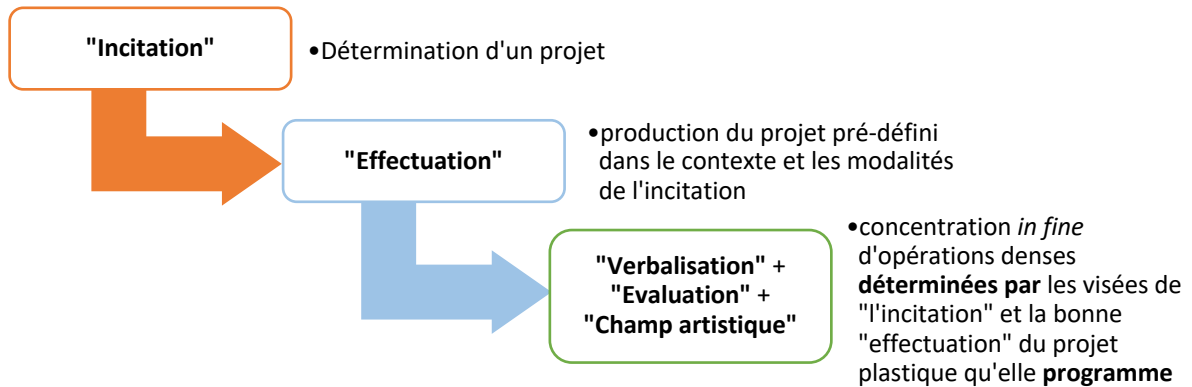 "Incitation"
•Détermination d'un projet
"Effectuation"
•production du projet pré-défini
dans le contexte et les modalités
de l'incitation
"Verbalisation" +
"Evaluation" +
"Champ artistique"
•concentration in fine
d'opérations denses
déterminées par les visées de
"l'incitation" et la bonne
"effectuation" du projet
plastique qu'elle programme